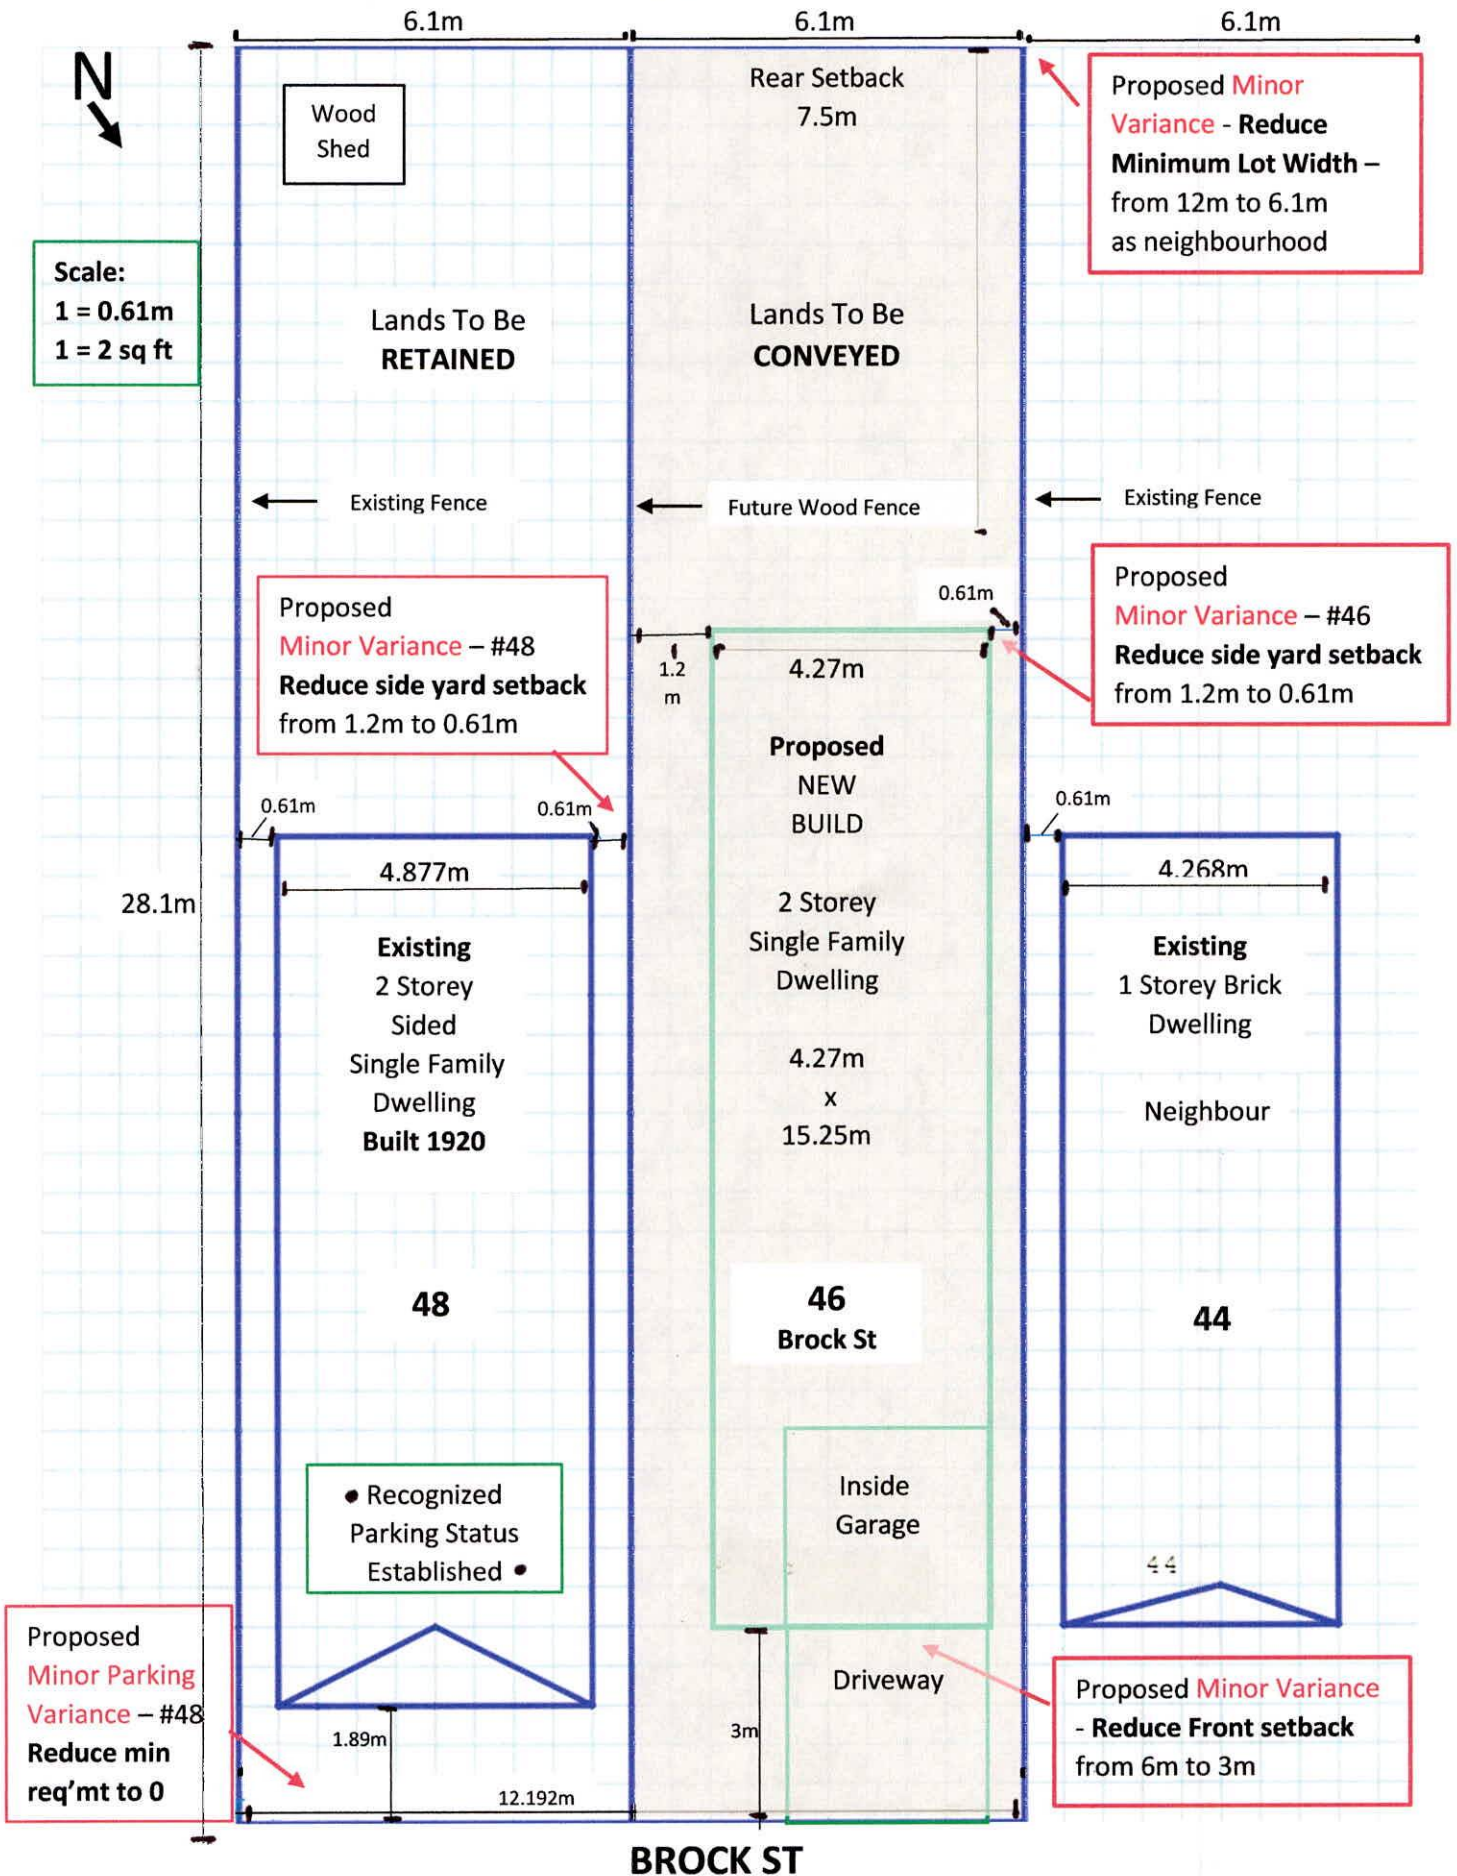 6.1m
6.1m
6.1m
N
Wood
Shed
Rear Setback
7.5m
Proposed Minor
Variance - Reduce
Minimum Lot Width –
from 12m to 6.1m
as neighbourhood
Scale:
1 = 0.61m
1 = 2 sq ft
Lands To Be
RETAINED
Lands To Be
CONVEYED
Existing Fence
Future Wood Fence
Existing Fence
Proposed
Minor Variance – #48
Reduce side yard setback
from 1.2m to 0.61m
0.61m
Proposed
Minor Variance – #46
Reduce side yard setback
from 1.2m to 0.61m
1.2
m
4.27m
0.61m
0.61m
0.61m
28.1m
4.877m
Existing
2 Storey
Sided
Single Family
Dwelling
Built 1920
48
Proposed
NEW
BUILD
2 Storey
Single Family
Dwelling
4.27m
x
15.25m
46
Brock St
4.268m
Existing
1 Storey Brick
Dwelling
Neighbour
44
• Recognized
Parking Status
Established •
Inside
Garage
44
Proposed
Minor Parking
Variance – #48
Reduce min
req'mt to 0
1.89m
12.192m
3m
Driveway
Proposed Minor Variance
- Reduce Front setback
from 6m to 3m
BROCK ST